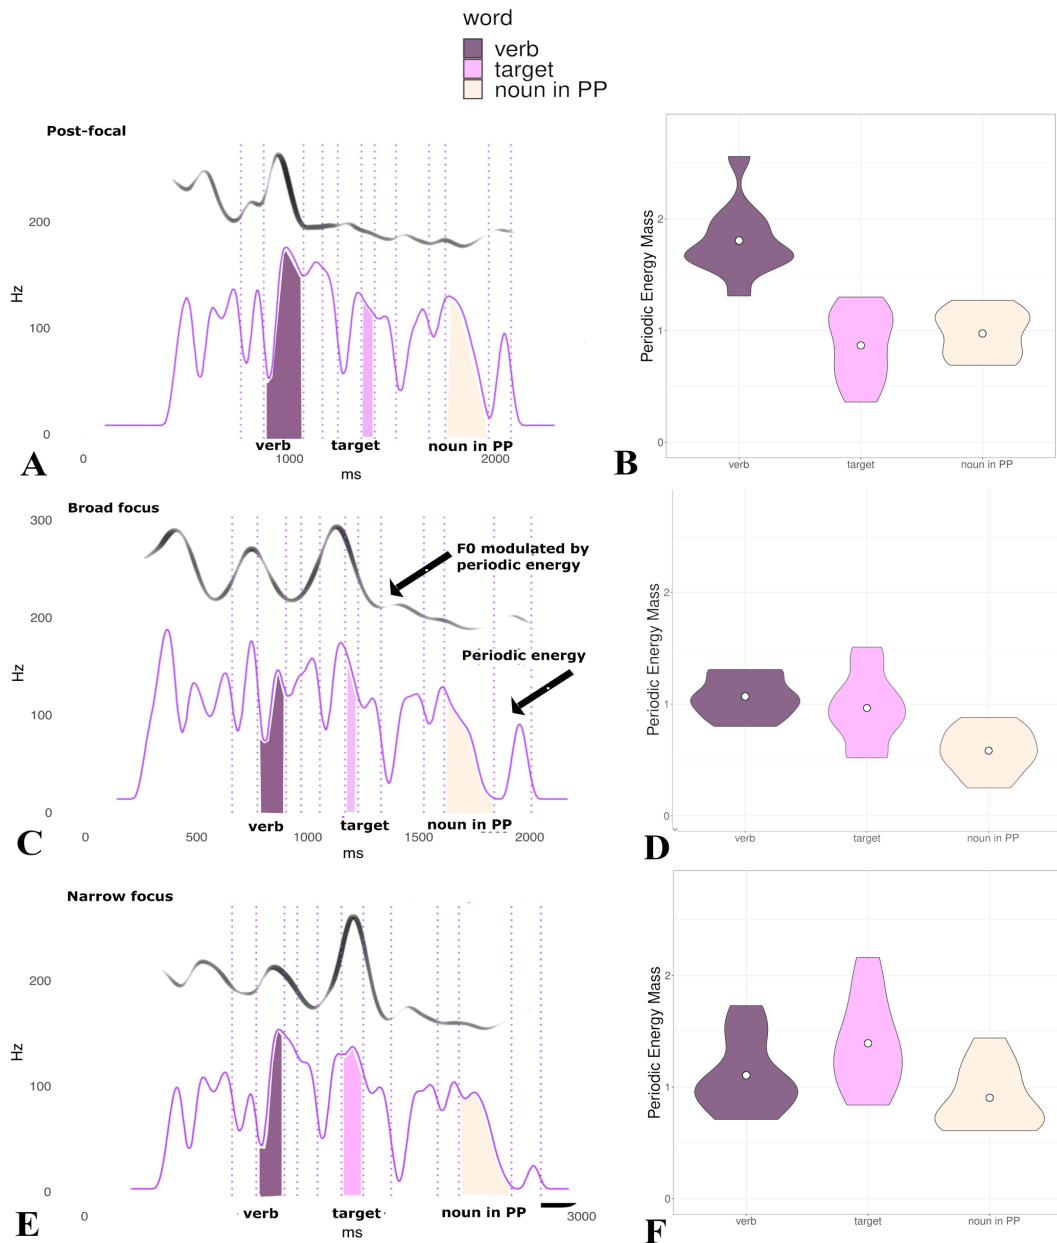 word
verb
target
noun in PP
Post-focal
200
100
0
Hz
verb
target
noun in PP
0
1000
2000
ms
A
Periodic Energy Mass
2
1
0
verb
target
noun in PP
B
Broad focus
300
200
100
0
Hz
F0 modulated by
periodic energy
Periodic energy
verb
target
noun in PP
0
500
1000
1500
2000
ms
C
Periodic Energy Mass
2
1
0
verb
target
noun in PP
D
Narrow focus
200
100
0
Hz
verb
target
noun in PP
0
3000
ms
E
Periodic Energy Mass
2
1
0
verb
target
noun in PP
F